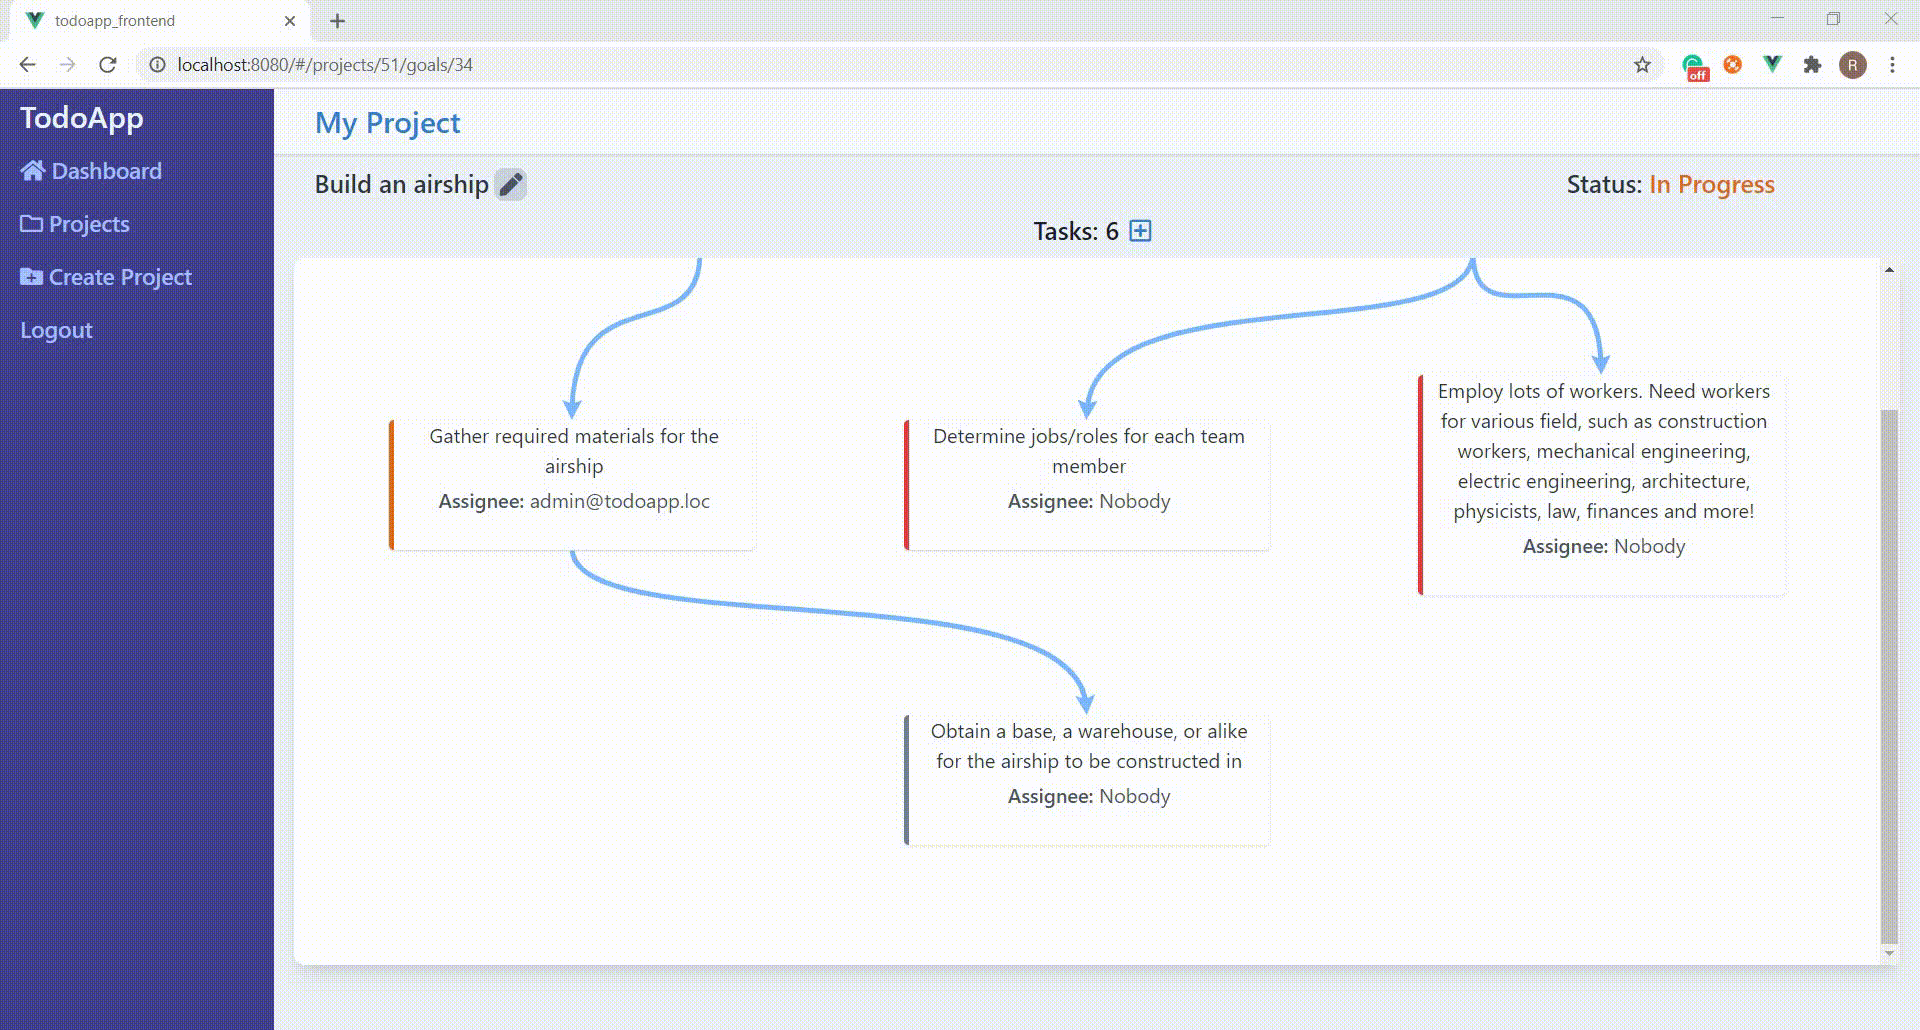 todoapp_frontend
localhost:8080/#/projects/51/goals/34
off
R
TodoApp
Dashboard
Projects
Create Project
Logout
My Project
Build an airship
Status: In Progress
Tasks: 6
Gather required materials for the
airship
Assignee: admin@todoapp.loc
Determine jobs/roles for each team
member
Assignee: Nobody
Employ lots of workers. Need workers
for various field, such as construction
workers, mechanical engineering,
electric engineering, architecture,
physicists, law, finances and more!
Assignee: Nobody
Obtain a base, a warehouse, or alike
for the airship to be constructed in
Assignee: Nobody